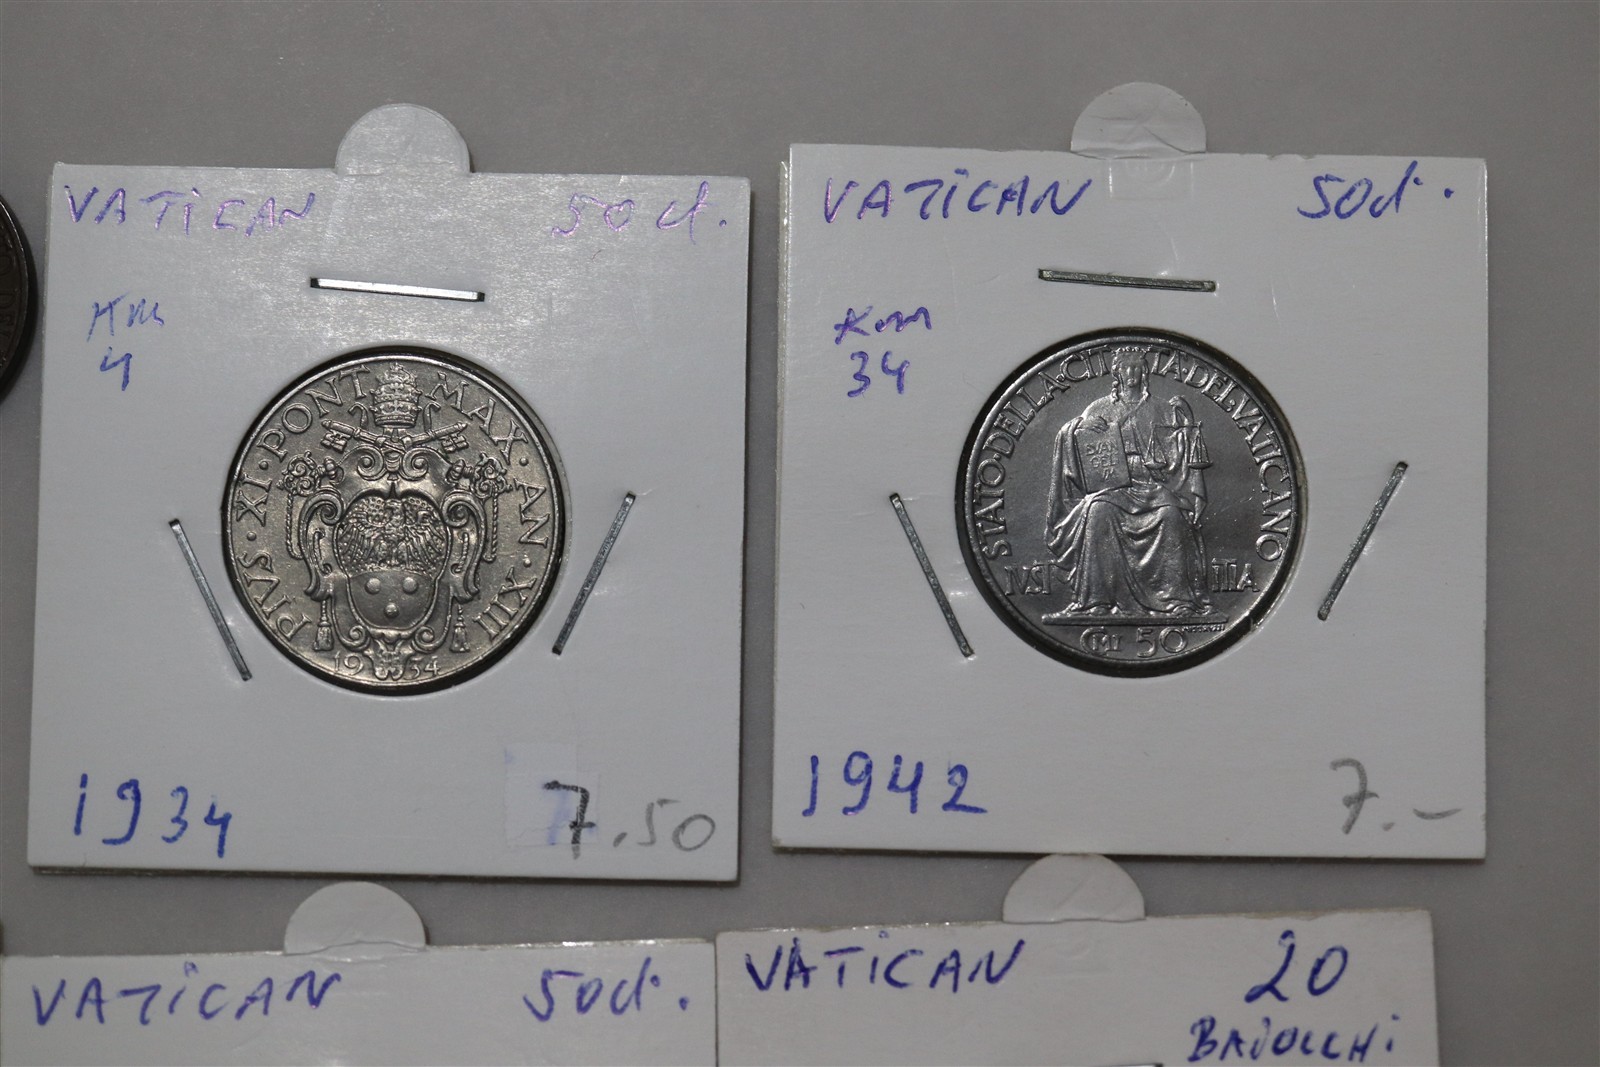 VATICAN 50 ct.
Km
4
PIVS · XI · PONT MAX · AN · XIII
1934
1934
7.50
VATICAN 50ct.
Km
34
STATO·DELLA·CITTA·DEL·VATICANO
IVSTITIA
CMI 50
1942
7.-
VATICAN 50ct.
VATICAN 20
BAJOCCHI